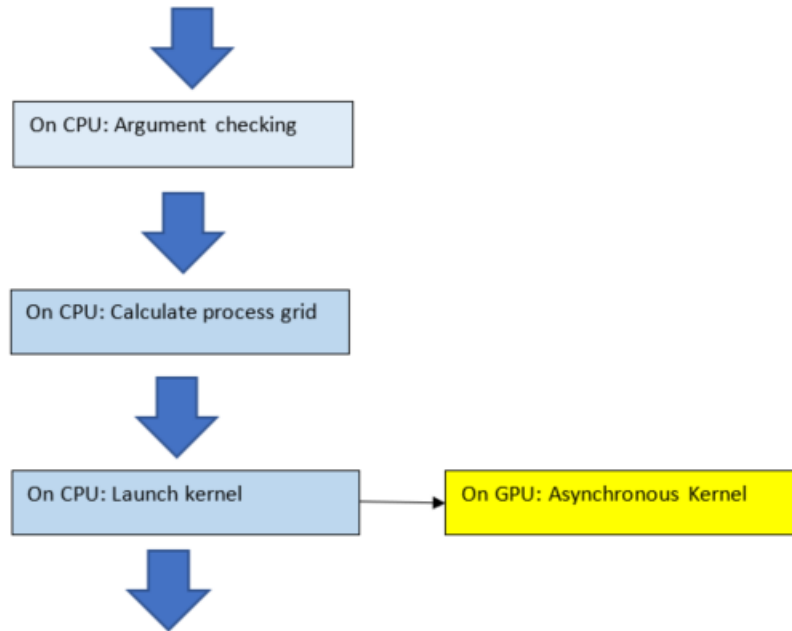 On CPU: Argument checking
On CPU: Calculate process grid
On CPU: Launch kernel
On GPU: Asynchronous Kernel